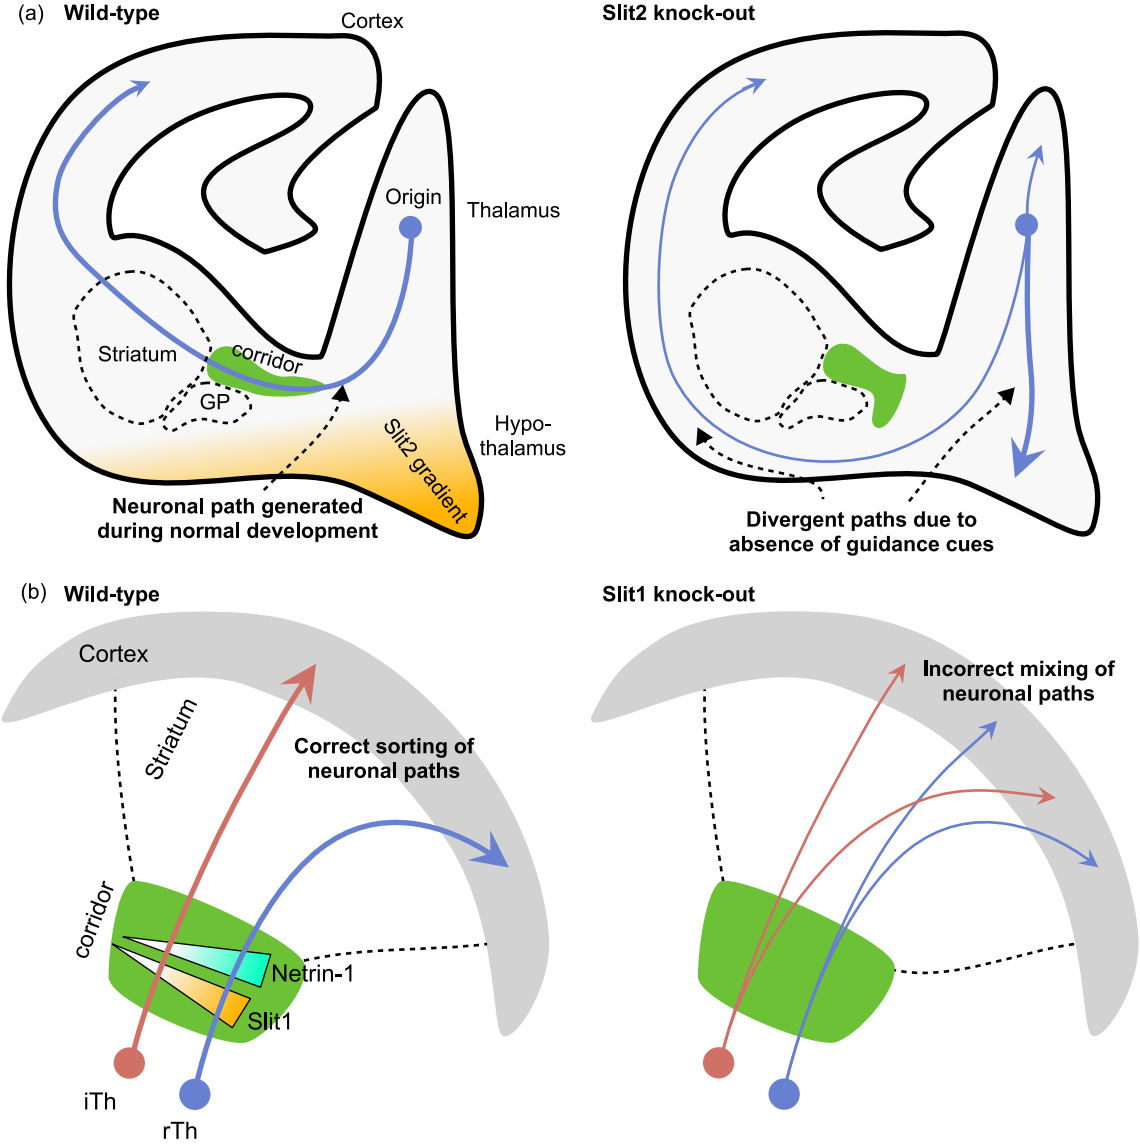 (a) Wild-type
Slit2 knock-out
Cortex
Origin
Thalamus
Striatum
corridor
GP
Hypo-
thalamus
Slit2 gradient
Neuronal path generated
during normal development
Divergent paths due to
absence of guidance cues
(b) Wild-type
Slit1 knock-out
Cortex
Striatum
Correct sorting of
neuronal paths
Incorrect mixing of
neuronal paths
corridor
Netrin-1
Slit1
iTh
rTh